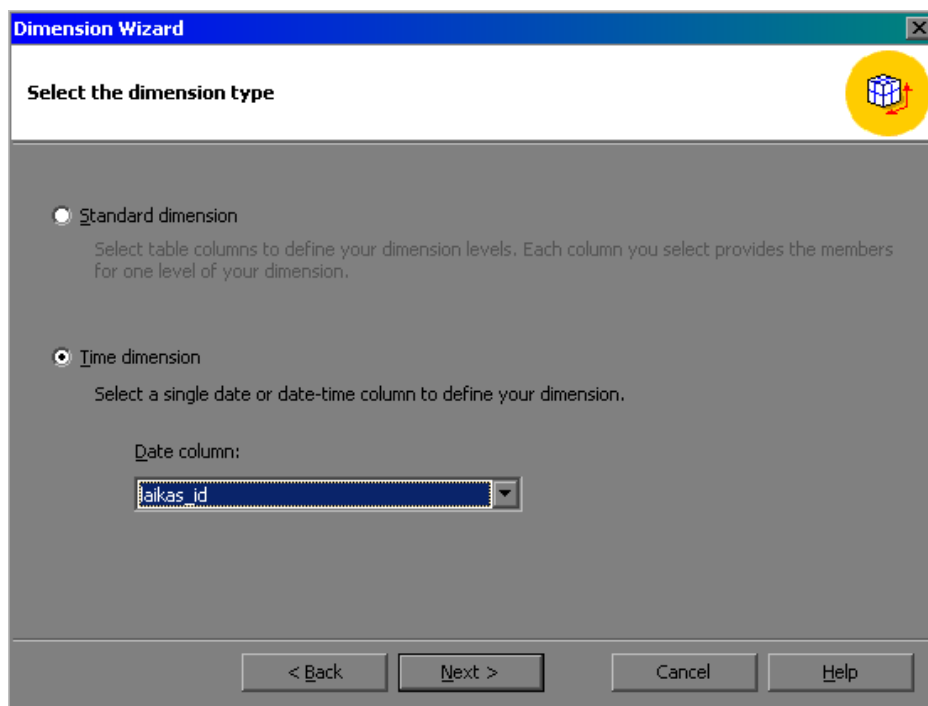 Dimension Wizard
Select the dimension type
Standard dimension
Select table columns to define your dimension levels. Each column you select provides the members
for one level of your dimension.
Time dimension
Select a single date or date-time column to define your dimension.
Date column:
laikas_id
< Back
Next >
Cancel
Help